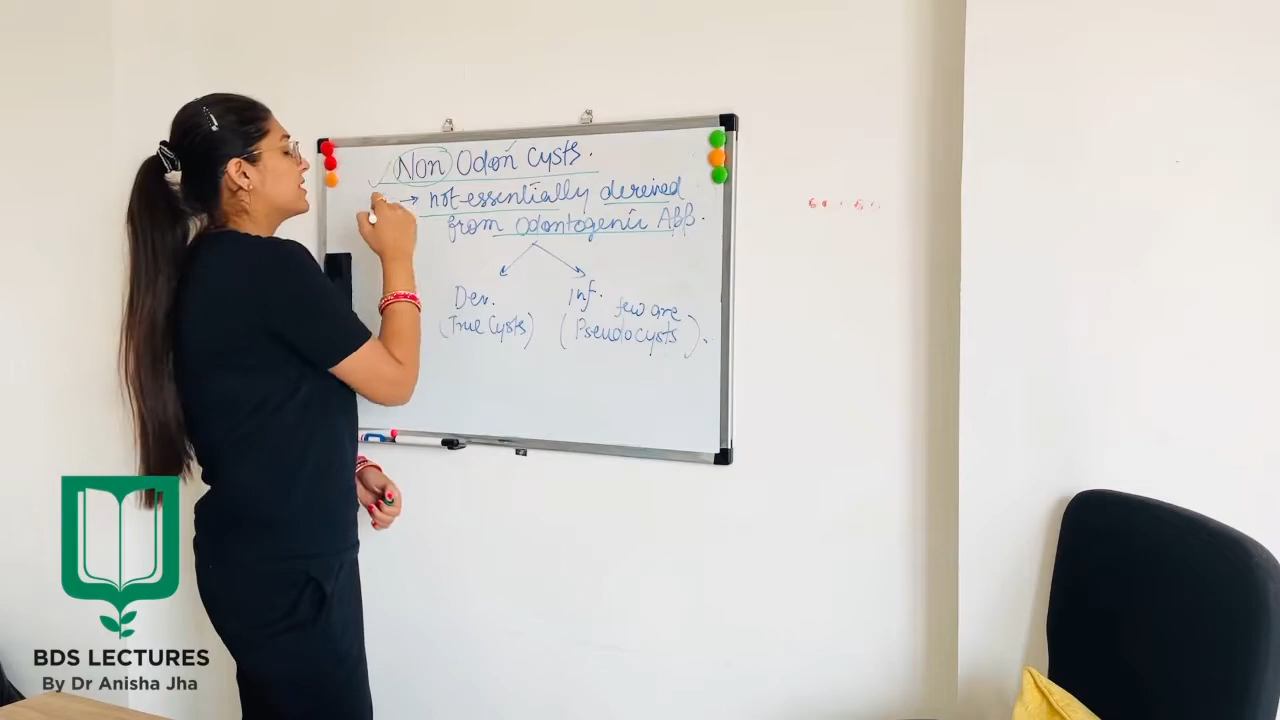 Non Odon Cysts.
→ not essentially dereived
from Odontogenic App.
Dev.
(True Cysts)
Inf.
few are
(Pseudocysts).
BDS LECTURES
By Dr Anisha Jha